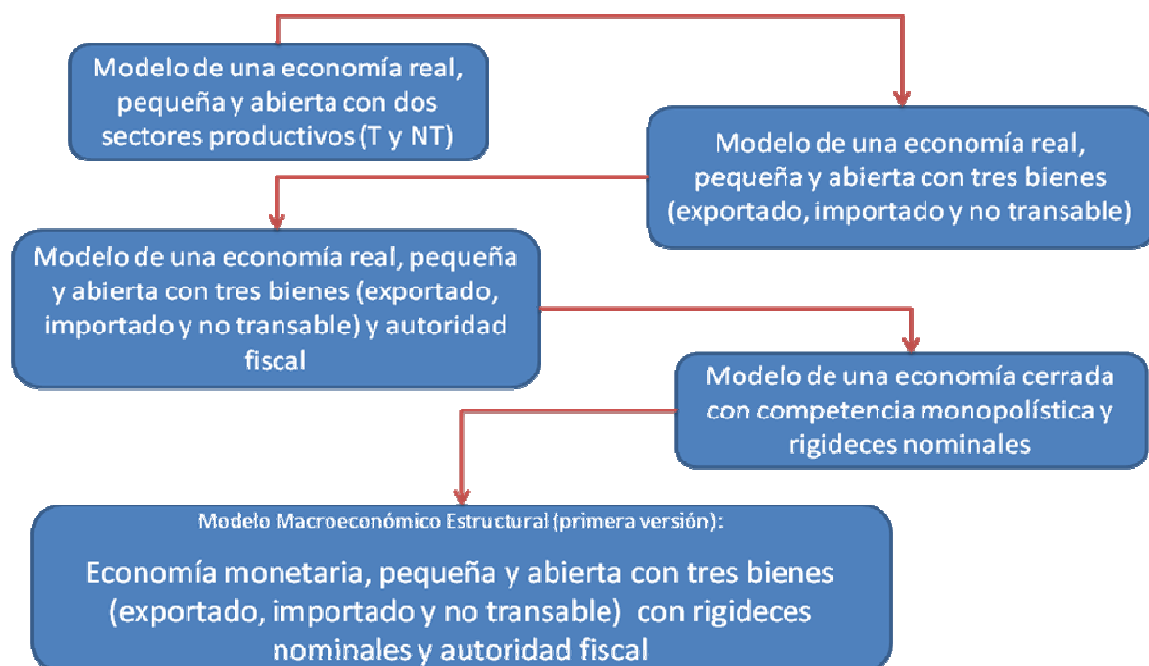 Modelo de una economía real,
pequeña y abierta con dos
sectores productivos (T y NT)
Modelo de una economía real,
pequeña y abierta con tres bienes
(exportado, importado y no transable)
Modelo de una economía real, pequeña
y abierta con tres bienes (exportado,
importado y no transable) y autoridad
fiscal
Modelo de una economía cerrada
con competencia monopolística y
rigideces nominales
Modelo Macroeconómico Estructural (primera versión):
Economía monetaria, pequeña y abierta con tres bienes
(exportado, importado y no transable) con rigideces
nominales y autoridad fiscal